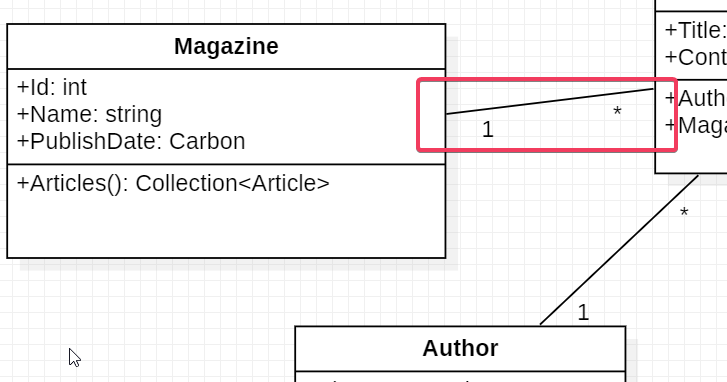 Magazine
+Id: int
+Name: string
+PublishDate: Carbon
+Articles(): Collection<Article>
1
*
+Title:
+Cont
+Auth
+Maga
*
1
Author